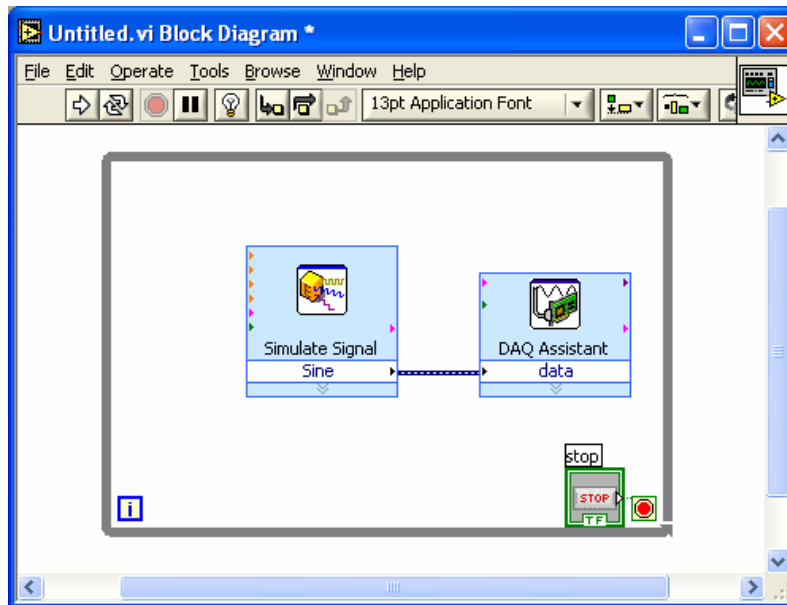 Untitled.vi Block Diagram *
File Edit Operate Tools Browse Window Help
13pt Application Font
Simulate Signal
Sine
DAQ Assistant
data
stop
STOP
TF
i